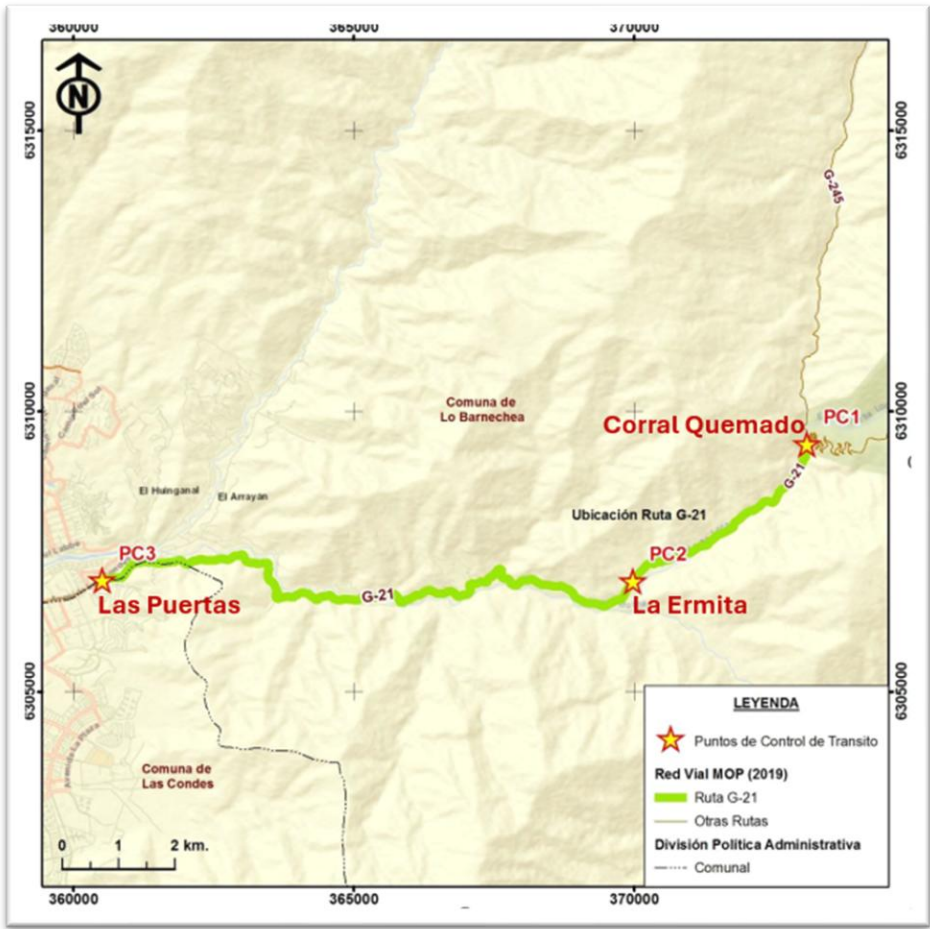 360000
365000
370000
N
6315000
6315000
G-245
6310000
6310000
Comuna de
Lo Barnechea
Corral Quemado
PC1
G-21
El Huinganal
El Arrayán
Ubicación Ruta G-21
PC3
PC2
Las Puertas
G-21
La Ermita
6305000
6305000
Comuna de
Las Condes
LEYENDA
Puntos de Control de Transito
Red Vial MOP (2019)
Ruta G-21
Otras Rutas
División Política Administrativa
Comunal
0 1 2 km.
360000
365000
370000